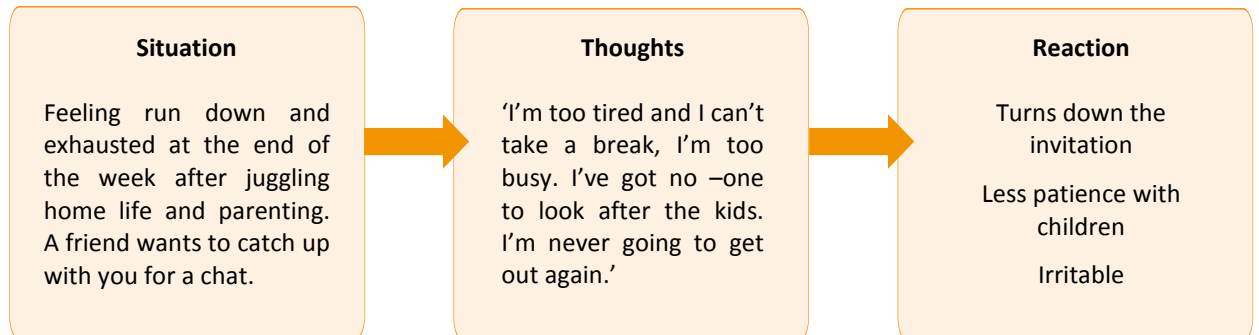 Situation
Feeling run down and
exhausted at the end of
the week after juggling
home life and parenting.
A friend wants to catch up
with you for a chat.
Thoughts
‘I’m too tired and I can’t
take a break, I’m too
busy. I’ve got no –one
to look after the kids.
I’m never going to get
out again.’
Reaction
Turns down the
invitation
Less patience with
children
Irritable